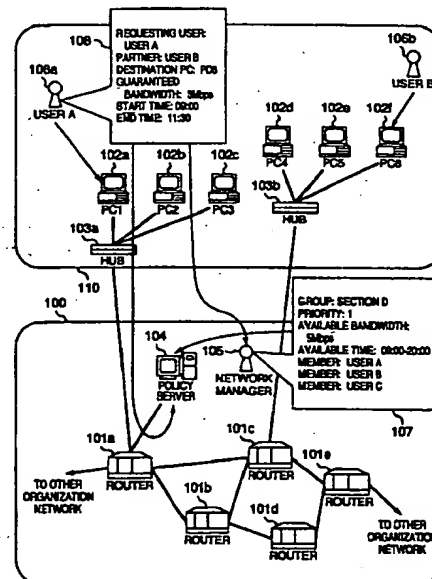 108
REQUESTING USER:
USER A
PARTNER: USER B
DESTINATION PC: PC6
GUARANTEED
BANDWIDTH: 3Mbps
START TIME: 09:00
END TIME: 11:30
106a
USER A
106b
USER B
102a
102b
102c
102d
102e
102f
PC1
PC2
PC3
PC4
PC5
PC6
103a
HUB
103b
HUB
110
100
104
POLICY
SERVER
105
NETWORK
MANAGER
GROUP: SECTION D
PRIORITY: 1
AVAILABLE BANDWIDTH:
5Mbps
AVAILABLE TIME: 08:00-20:00
MEMBER: USER A
MEMBER: USER B
MEMBER: USER C
107
101a
ROUTER
101b
ROUTER
101c
ROUTER
101d
ROUTER
101e
ROUTER
TO OTHER
ORGANIZATION
NETWORK
TO OTHER
ORGANIZATION
NETWORK